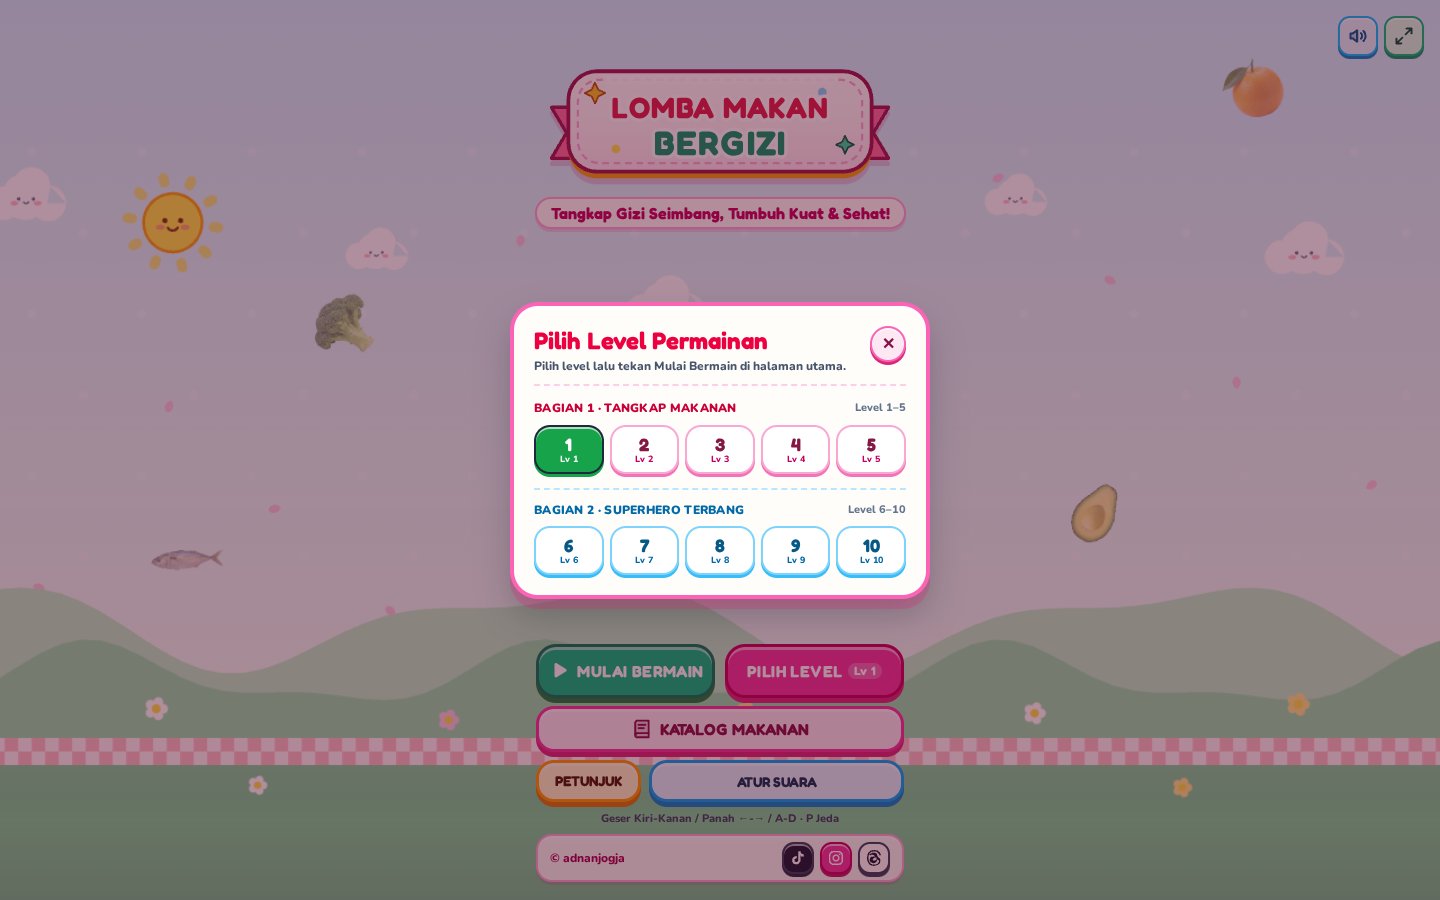 LOMBA MAKAN
BERGIZI
Tangkap Gizi Seimbang, Tumbuh Kuat & Sehat!
Pilih Level Permainan
Pilih level lalu tekan Mulai Bermain di halaman utama.
BAGIAN 1 · TANGKAP MAKANAN
Level 1–5
1
Lv 1
2
Lv 2
3
Lv 3
4
Lv 4
5
Lv 5
BAGIAN 2 · SUPERHERO TERBANG
Level 6–10
6
Lv 6
7
Lv 7
8
Lv 8
9
Lv 9
10
Lv 10
MULAI BERMAIN
PILIH LEVEL Lv 1
KATALOG MAKANAN
PETUNJUK
ATUR SUARA
Geser Kiri-Kanan / Panah ←-→ / A-D · P Jeda
© adnanjogja